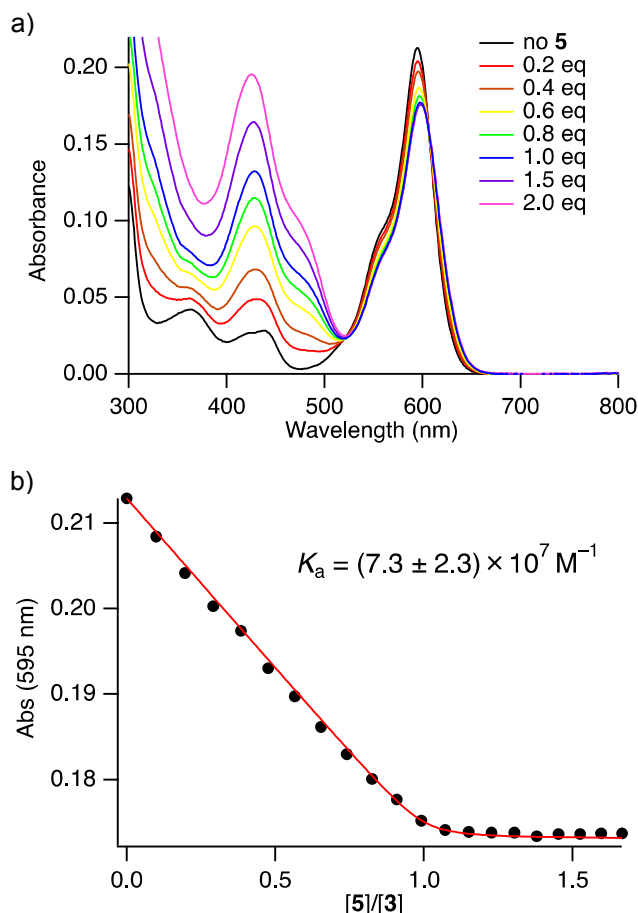 a)
no 5
0.2 eq
0.4 eq
0.6 eq
0.8 eq
1.0 eq
1.5 eq
2.0 eq
0.20
0.15
0.10
0.05
0.00
Absorbance
300 400 500 600 700 800
Wavelength (nm)
b)
Kₐ = (7.3 ± 2.3) × 10⁷ M⁻¹
0.21
0.20
0.19
0.18
Abs (595 nm)
0.0 0.5 1.0 1.5
[5]/[3]